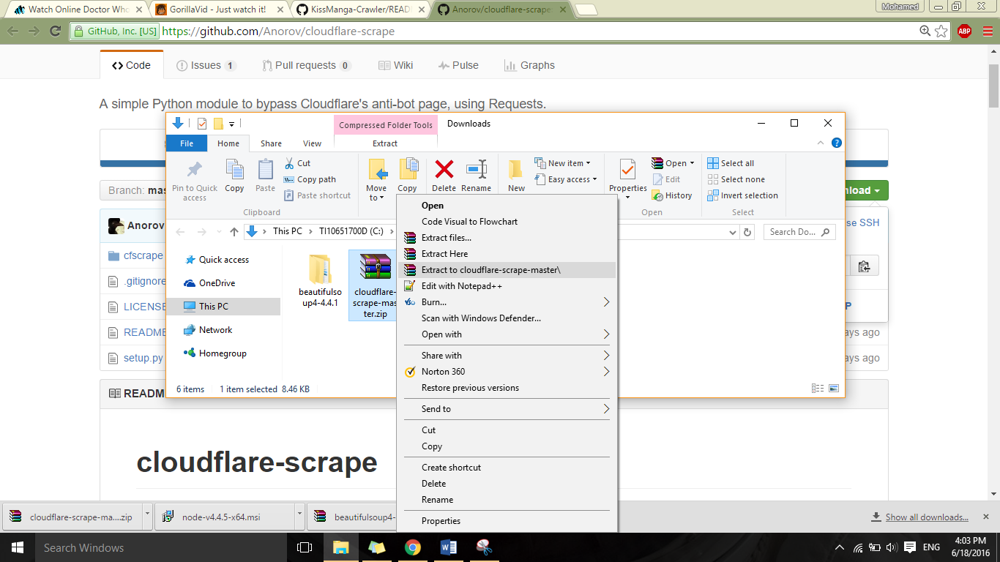 Watch Online Doctor Who
GorillaVid - Just watch it!
KissManga-Crawler/READ
Anorov/cloudflare-scrape
Mohamed
GitHub, Inc. [US] https://github.com/Anorov/cloudflare-scrape
ABP
Code Issues 1 Pull requests 0 Wiki Pulse Graphs
A simple Python module to bypass Cloudflare's anti-bot page, using Requests.
Compressed Folder Tools Downloads
File Home Share View Extract
Pin to Quick access
Copy
Paste
Cut
Copy path
Paste shortcut
Clipboard
Move to
Copy
Delete
Rename
New
New item
Easy access
Properties
Open
Edit
History
Open
Select all
Select none
Invert selection
Select
This PC TI10651700D (C:)
Search Do...
Quick access
OneDrive
This PC
Network
Homegroup
beautifulso
up4-4.4.1
cloudflare-
scrape-mas
ter.zip
6 items 1 item selected 8.46 KB
Open
Code Visual to Flowchart
Extract files...
Extract Here
Extract to cloudflare-scrape-master\
Edit with Notepad++
Burn...
Scan with Windows Defender...
Open with
Share with
Norton 360
Restore previous versions
Send to
Cut
Copy
Create shortcut
Delete
Rename
Properties
Branch: mas
nload
Anorov
se SSH
cfscrape
.gitignore
LICENSE
P
README
ays ago
setup.py
ays ago
READM
cloudflare-scrape
cloudflare-scrape-ma....zip
node-v4.4.5-x64.msi
beautifulsoup4-
Show all downloads...
Search Windows
ENG
4:03 PM
6/18/2016